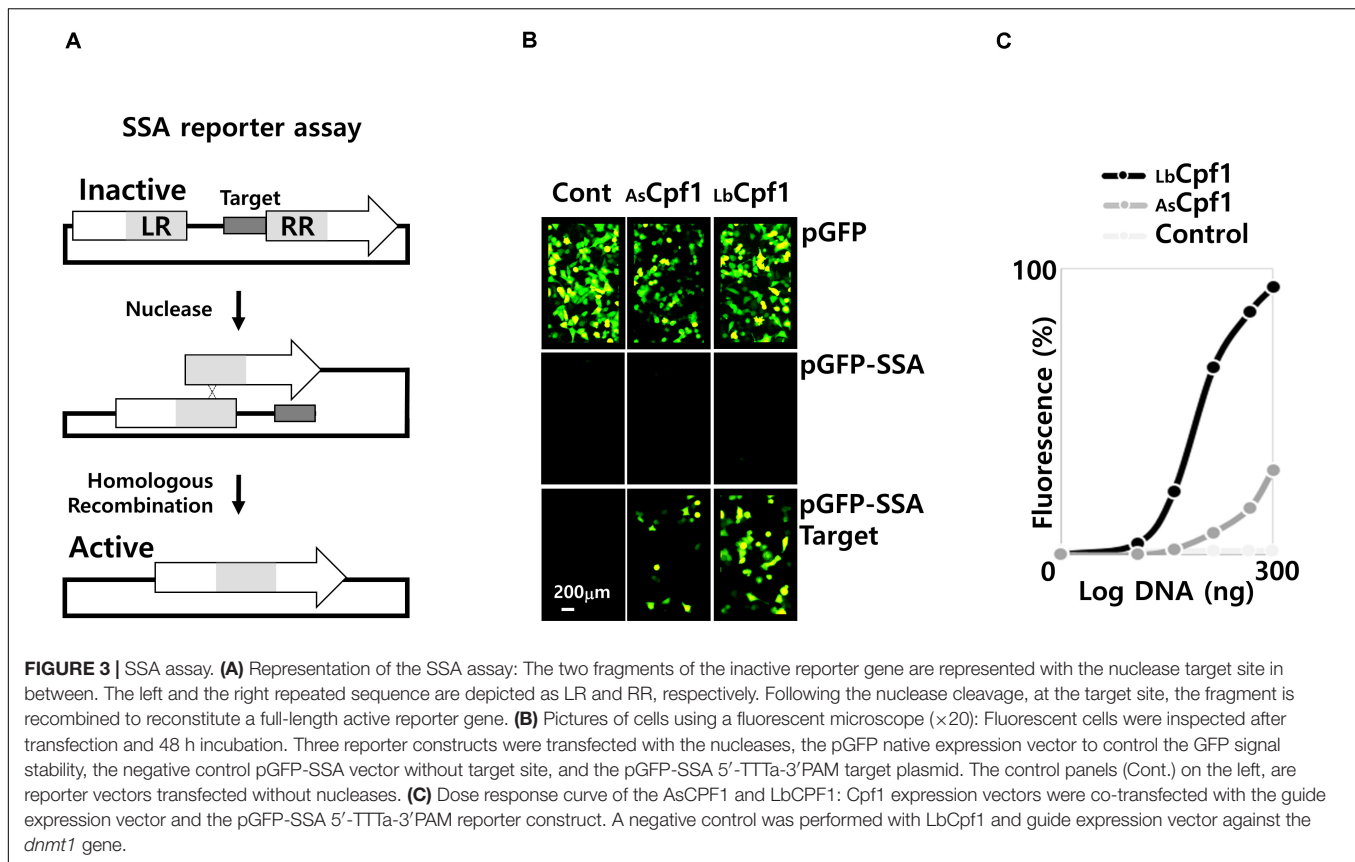 A
SSA reporter assay
Inactive
Target
LR
RR
Nuclease
Homologous
Recombination
Active
B
Cont AsCpf1 LbCpf1
pGFP
pGFP-SSA
pGFP-SSA
Target
200µm
C
LbCpf1
AsCpf1
Control
100
Fluorescence (%)
0
300
Log DNA (ng)
FIGURE 3 | SSA assay. (A) Representation of the SSA assay: The two fragments of the inactive reporter gene are represented with the nuclease target site in
between. The left and the right repeated sequence are depicted as LR and RR, respectively. Following the nuclease cleavage, at the target site, the fragment is
recombined to reconstitute a full-length active reporter gene. (B) Pictures of cells using a fluorescent microscope (×20): Fluorescent cells were inspected after
transfection and 48 h incubation. Three reporter constructs were transfected with the nucleases, the pGFP native expression vector to control the GFP signal
stability, the negative control pGFP-SSA vector without target site, and the pGFP-SSA 5′-TTTa-3′PAM target plasmid. The control panels (Cont.) on the left, are
reporter vectors transfected without nucleases. (C) Dose response curve of the AsCPF1 and LbCPF1: Cpf1 expression vectors were co-transfected with the guide
expression vector and the pGFP-SSA 5′-TTTa-3′PAM reporter construct. A negative control was performed with LbCpf1 and guide expression vector against the
dnmt1 gene.